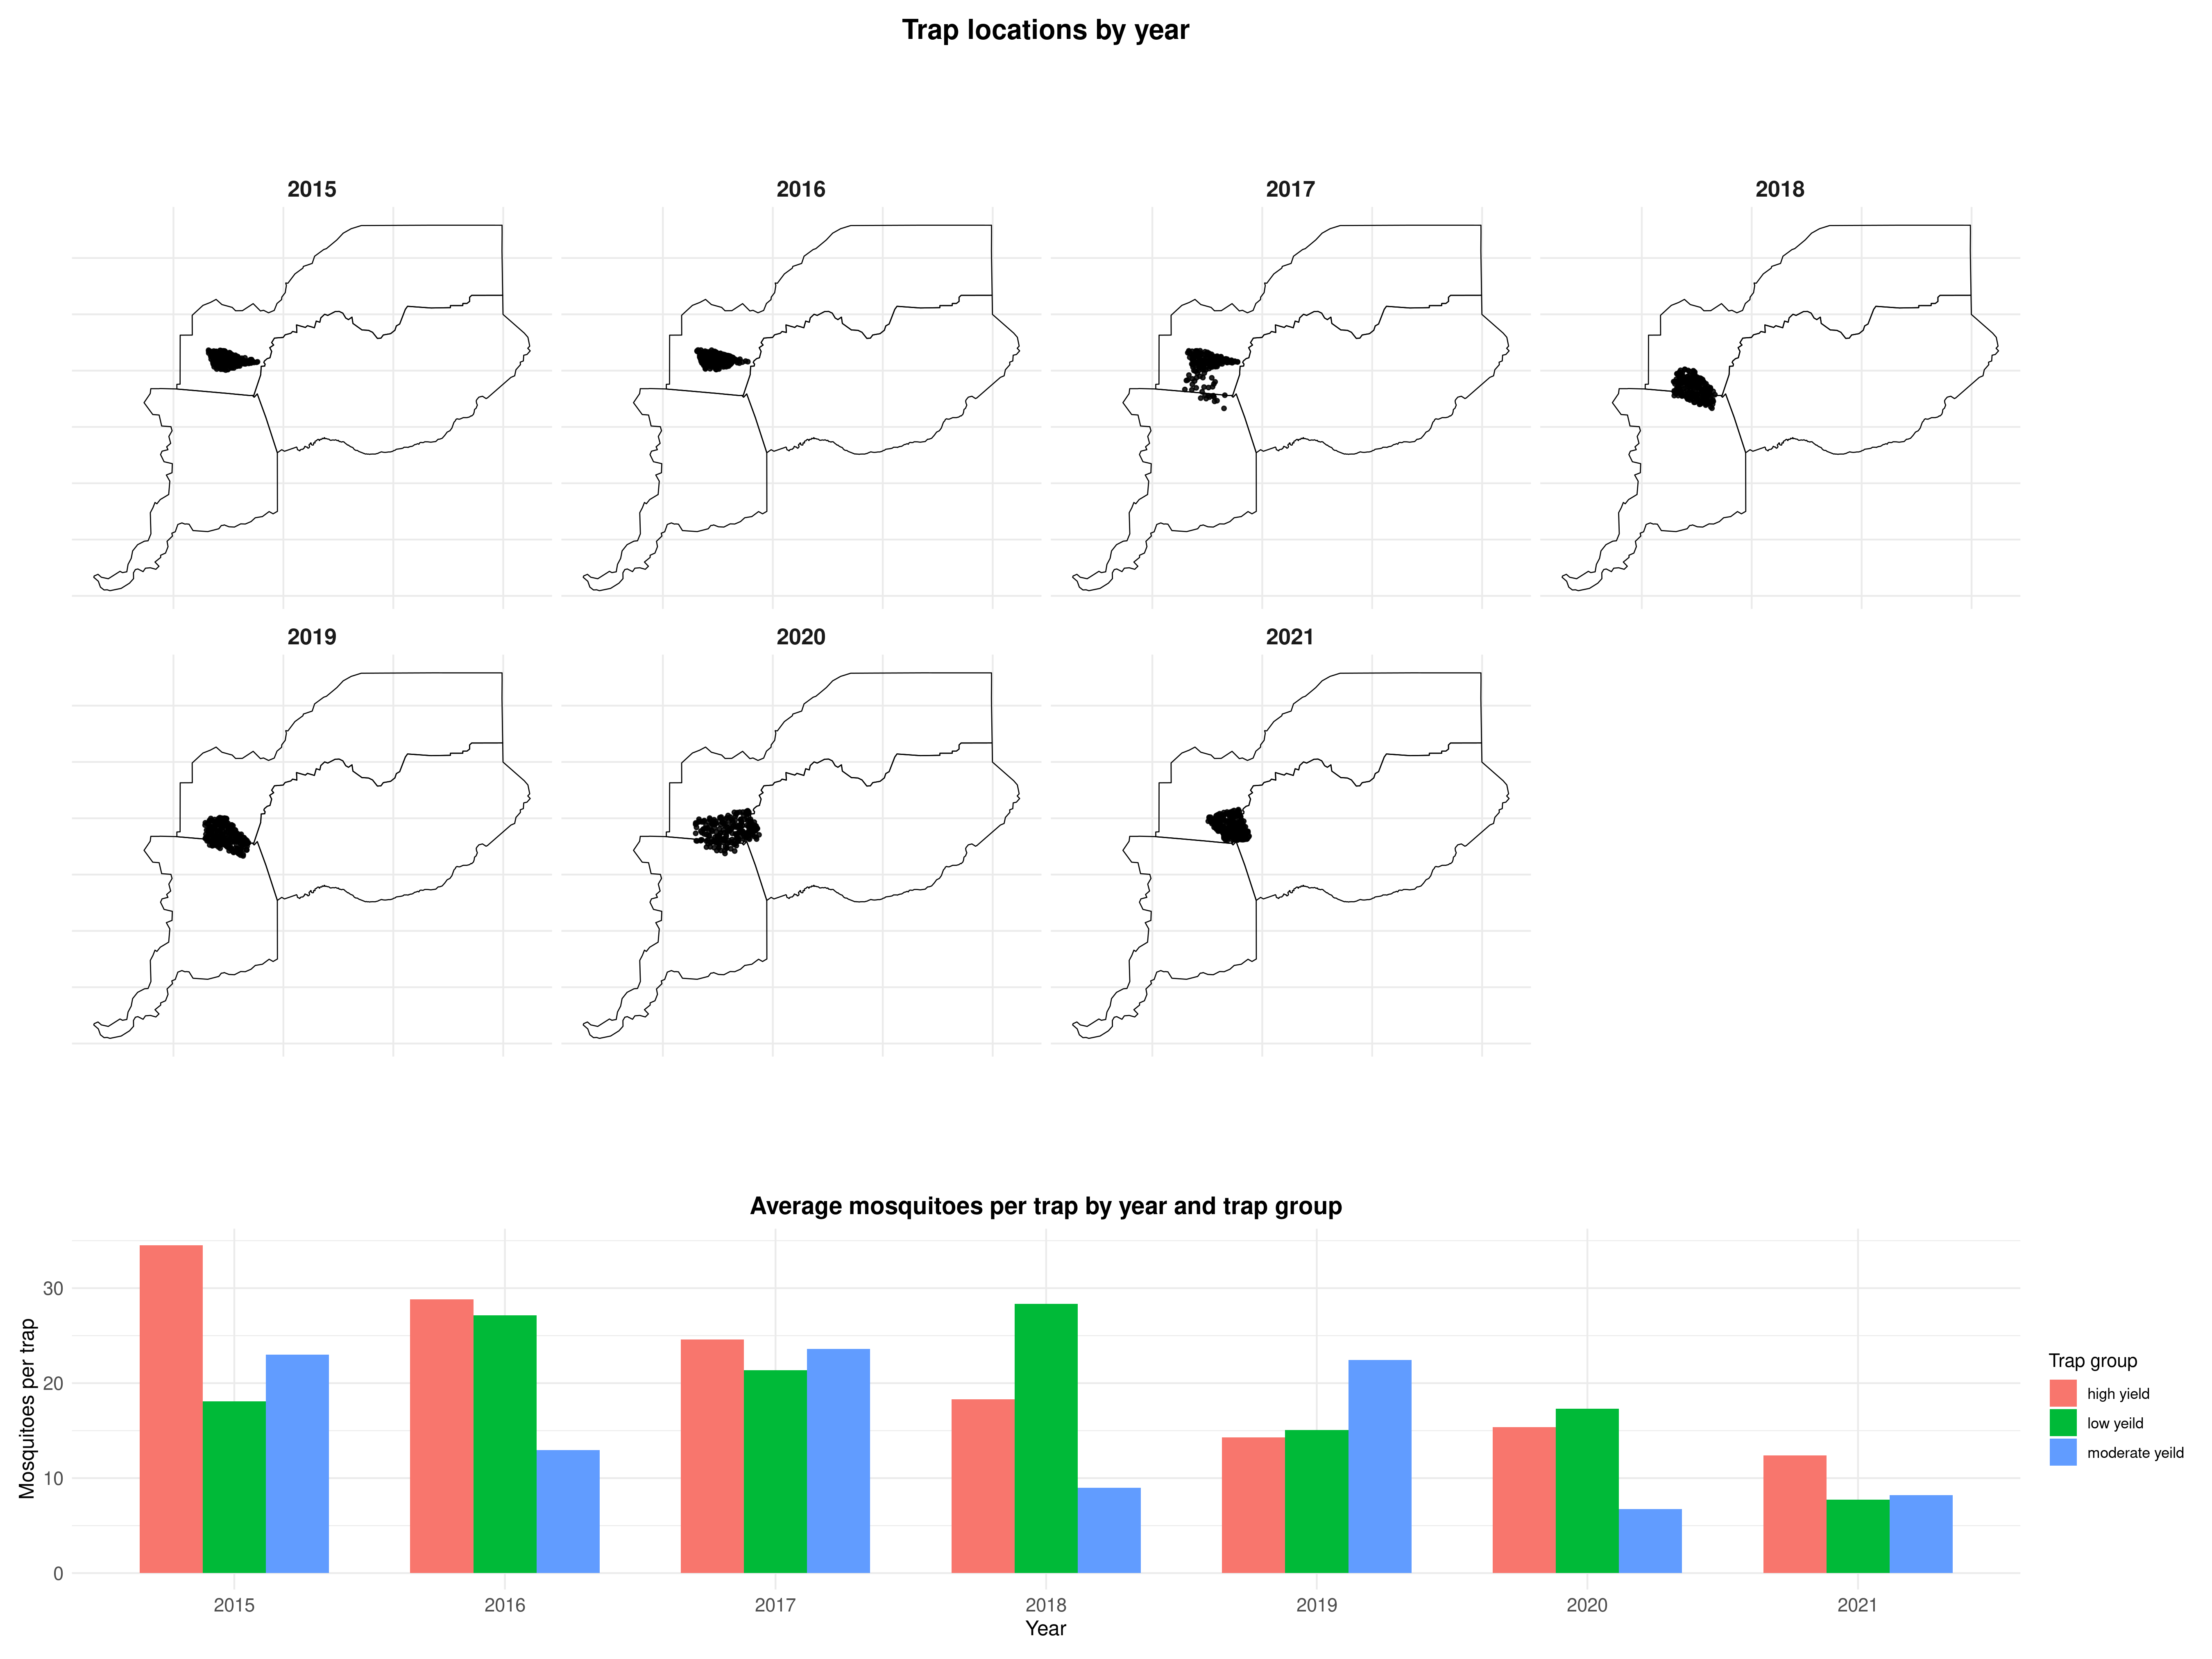 Trap locations by year
2015 2016 2017 2018
2019 2020 2021
Average mosquitoes per trap by year and trap group
Mosquitoes per trap
30
20
10
0
2015 2016 2017 2018 2019 2020 2021
Year
Trap group
high yield
low yeild
moderate yeild